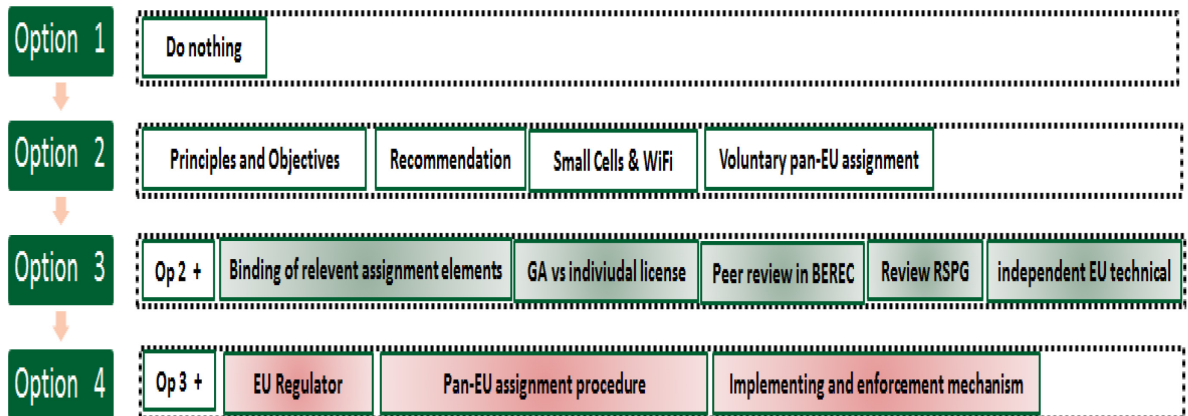 Option 1
Do nothing
Option 2
Principles and Objectives
Recommendation
Small Cells & WiFi
Voluntary pan-EU assignment
Option 3
Op 2 +
Binding of relevent assignment elements
GA vs indiviudal license
Peer review in BEREC
Review RSPG
independent EU technical
Option 4
Op 3 +
EU Regulator
Pan-EU assignment procedure
Implementing and enforcement mechanism